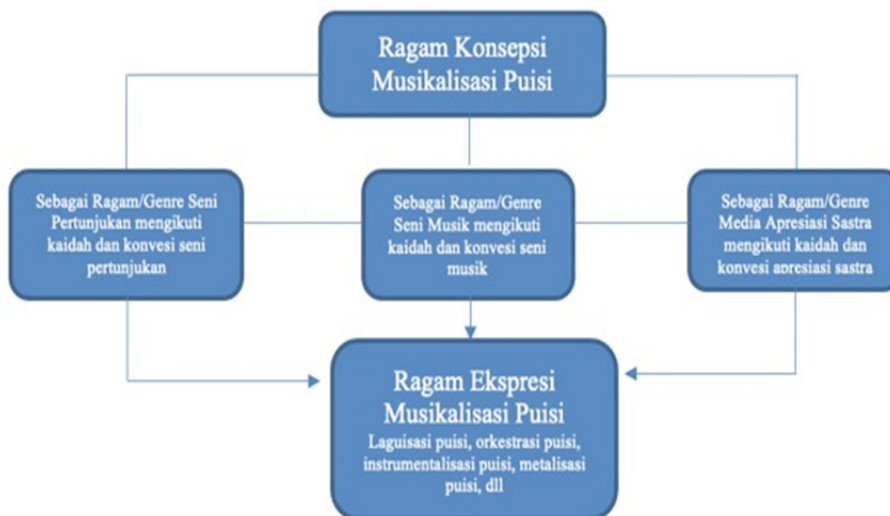 Ragam Konsepsi
Musikalisasi Puisi
Sebagai Ragam/Genre Seni
Pertunjukan mengikuti
kaidah dan konvesi seni
pertunjukan
Sebagai Ragam/Genre
Seni Musik mengikuti
kaidah dan konvesi seni
musik
Sebagai Ragam/Genre
Media Apresiasi Sastra
mengikuti kaidah dan
konvesi apresiasi sastra
Ragam Ekspresi
Musikalisasi Puisi
Laguisasi puisi, orkestrasi puisi,
instrumentalisasi puisi, metalisasi
puisi, dll